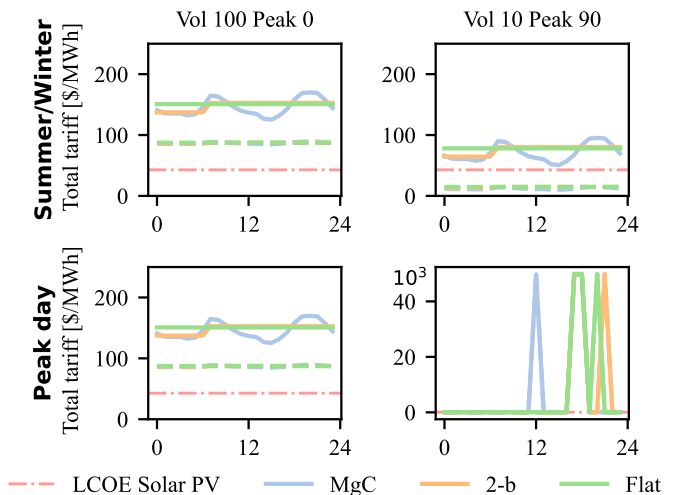 Vol 100 Peak 0
Vol 10 Peak 90
Summer/Winter
Total tariff [$/MWh]
200
100
0
0 12 24
200
100
0
0 12 24
Peak day
Total tariff [$/MWh]
200
100
0
0 12 24
10³
40
20
0
0 12 24
LCOE Solar PV MgC 2-b Flat